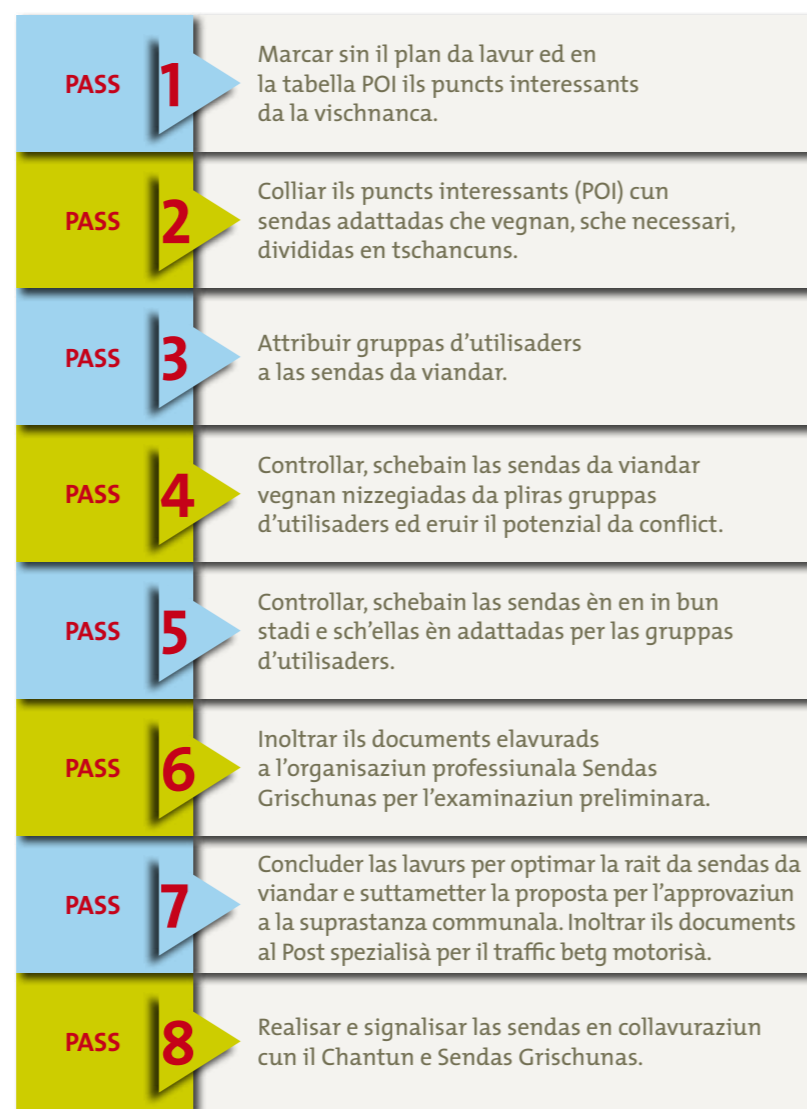 PASS 1
Marcar sin il plan da lavur ed en
la tabella POI ils puncts interessants
da la vischnanca.
PASS 2
Colliar ils puncts interessants (POI) cun
sendas adattadas che vegnan, sche necessari,
divididas en tschancuns.
PASS 3
Attribuir gruppas d’utilisaders
a las sendas da viandar.
PASS 4
Controllar, schebain las sendas da viandar
vegnan nizzegiadas da pliras gruppas
d’utilisaders ed eruir il potenzial da conflict.
PASS 5
Controllar, schebain las sendas èn en in bun
stadi e sch’ellas èn adattadas per las gruppas
d’utilisaders.
PASS 6
Inoltrar ils documents elavurads
a l’organisaziun professiunala Sendas
Grischunas per l’examinaziun preliminara.
PASS 7
Concluder las lavurs per optimar la rait da sendas da
viandar e suttametter la proposta per l’approvaziun
a la suprastanza communala. Inoltrar ils documents
al Post spezialisà per il traffic betg motorisà.
PASS 8
Realisar e signalisar las sendas en collavuraziun
cun il Chantun e Sendas Grischunas.